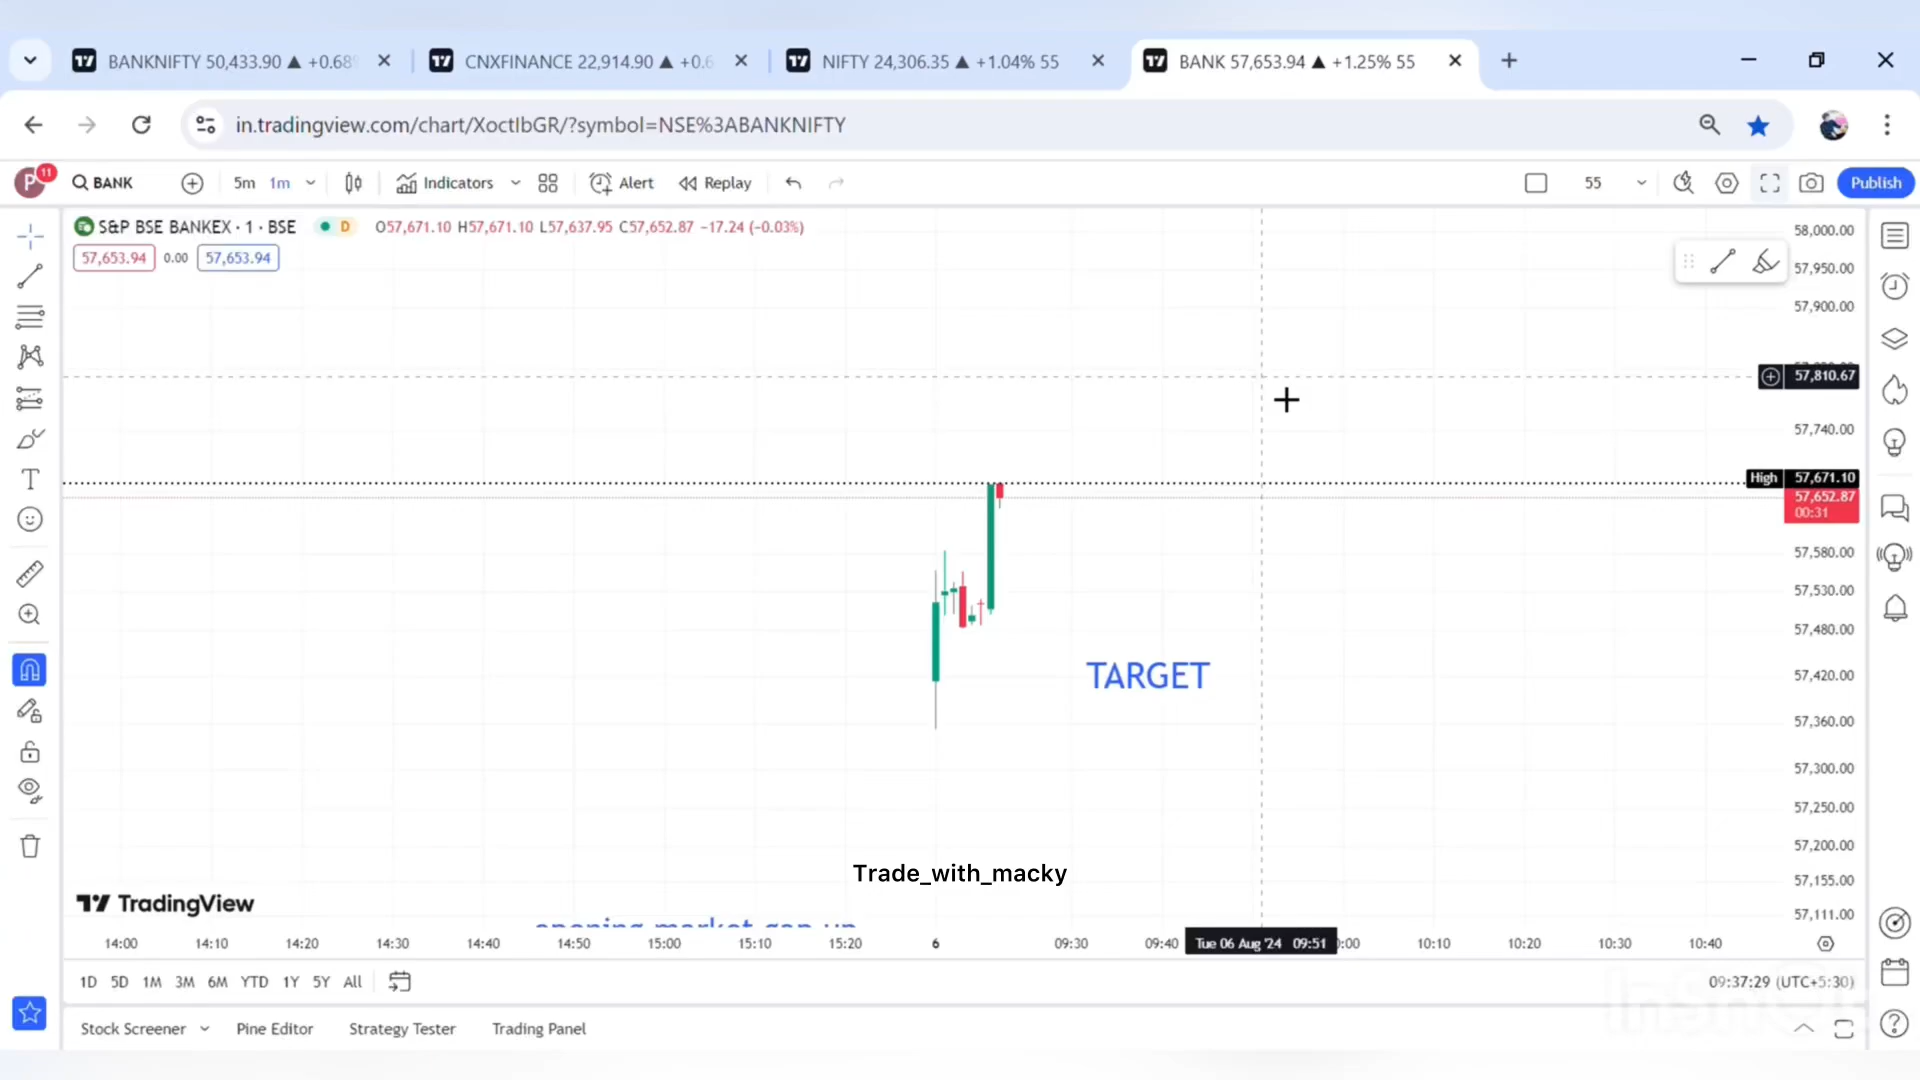 BANKNIFTY 50,433.90 ▲ +0.68% CNXFINANCE 22,914.90 ▲ +0.6 NIFTY 24,306.35 ▲ +1.04% 55 BANK 57,653.94 ▲ +1.25% 55
in.tradingview.com/chart/XoctIbGR/?symbol=NSE%3ABANKNIFTY
P 11 BANK 5m 1m Indicators Alert Replay 55 Publish
S&P BSE BANKEX · 1 · BSE D O57,671.10 H57,671.10 L57,637.95 C57,652.87 −17.24 (−0.03%)
57,653.94 0.00 57,653.94
58,000.00
57,950.00
57,900.00
57,810.67
57,740.00
High 57,671.10
57,652.87
00:31
57,580.00
57,530.00
57,480.00
TARGET
57,420.00
57,360.00
57,300.00
57,250.00
57,200.00
Trade_with_macky
57,155.00
TradingView
57,111.00
opening market gap up
14:00 14:10 14:20 14:30 14:40 14:50 15:00 15:10 15:20 6 09:30 09:40 Tue 06 Aug '24 09:51 0:00 10:10 10:20 10:30 10:40
1D 5D 1M 3M 6M YTD 1Y 5Y All 09:37:29 (UTC+5:30)
Stock Screener Pine Editor Strategy Tester Trading Panel